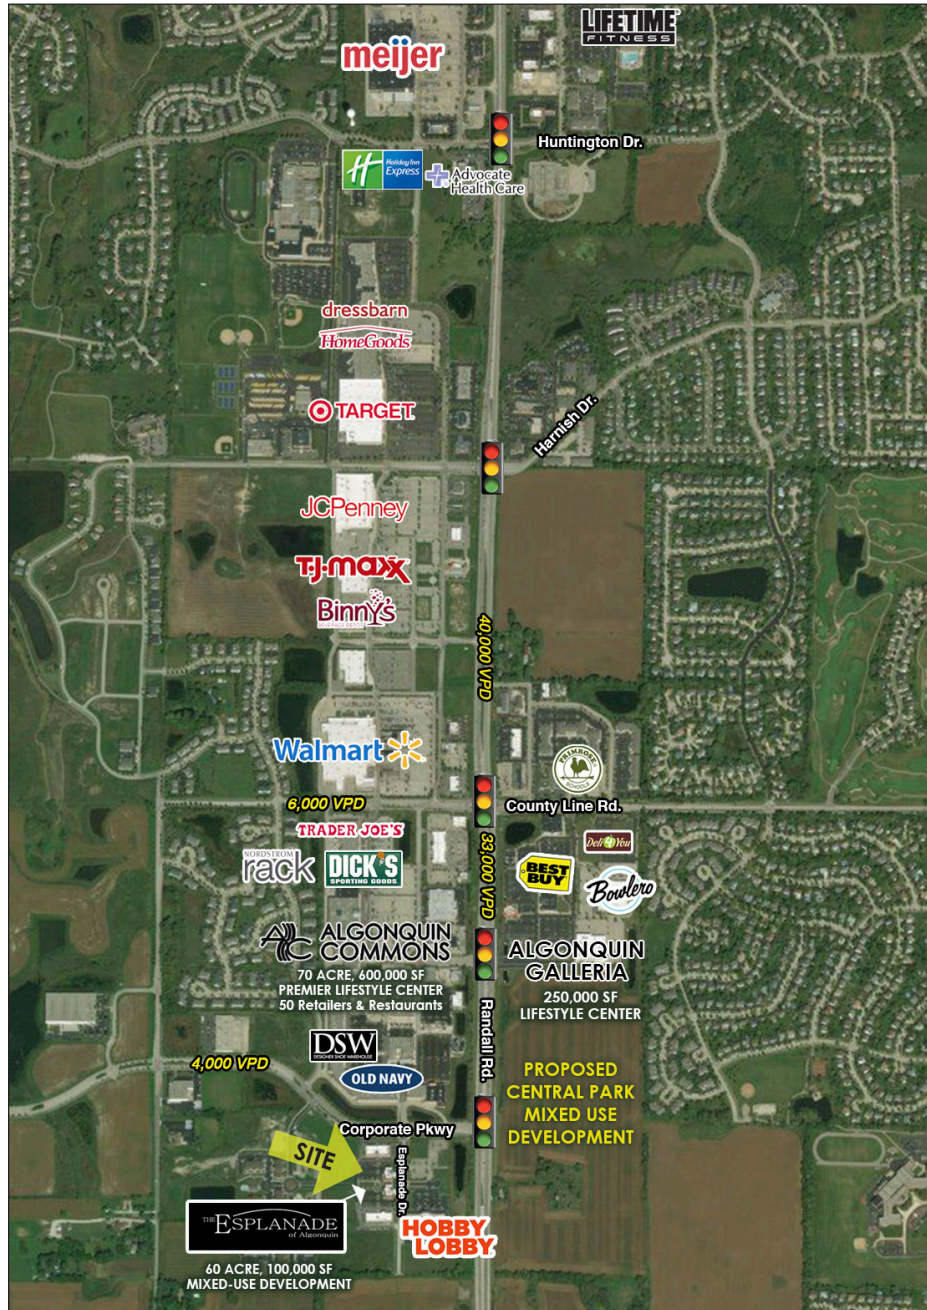 LIFETIME
FITNESS
meijer
Huntington Dr.
H
Holiday Inn
Express
Advocate
Health Care
dressbarn
HomeGoods
TARGET
Harnish Dr.
JCPenney
T·J·maxx
BINNY'S
BEVERAGE DEPOT
40,000 VPD
Walmart
PRIMROSE
SCHOOLS
6,000 VPD
County Line Rd.
TRADER JOE'S
NORDSTROM
rack
DICK'S
SPORTING GOODS
33,000 VPD
BEST
BUY
Deli 4 You
Bowlero
ALGONQUIN
COMMONS
70 ACRE, 600,000 SF
PREMIER LIFESTYLE CENTER
50 Retailers & Restaurants
ALGONQUIN
GALLERIA
250,000 SF
LIFESTYLE CENTER
Randall Rd.
DSW
DESIGNER SHOE WAREHOUSE
OLD NAVY
4,000 VPD
PROPOSED
CENTRAL PARK
MIXED USE
DEVELOPMENT
Corporate Pkwy
SITE
Esplanade Dr.
THE ESPLANADE
of Algonquin
HOBBY
LOBBY
60 ACRE, 100,000 SF
MIXED-USE DEVELOPMENT